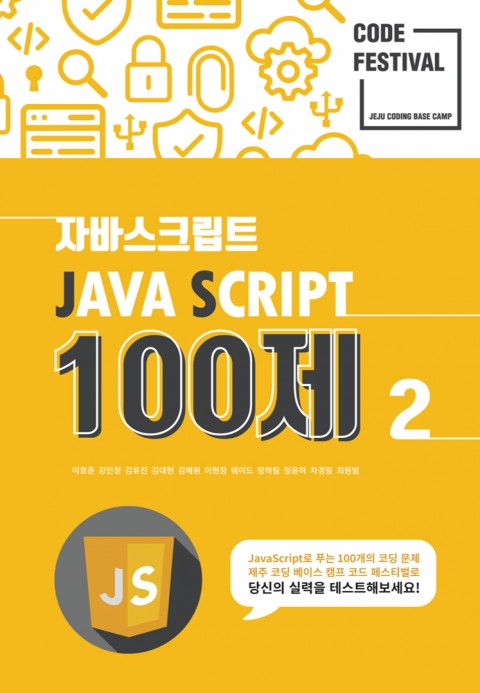 CODE
FESTIVAL
JEJU CODING BASE CAMP
자바스크립트
JAVA SCRIPT
100제 2
이호준 강민정 김유진 김대현 김혜원 이현창 웨이드 장하림 정윤하 차경림 최원범
JS
JavaScript로 푸는 100개의 코딩 문제
제주 코딩 베이스 캠프 코드 페스티벌로
당신의 실력을 테스트해보세요!